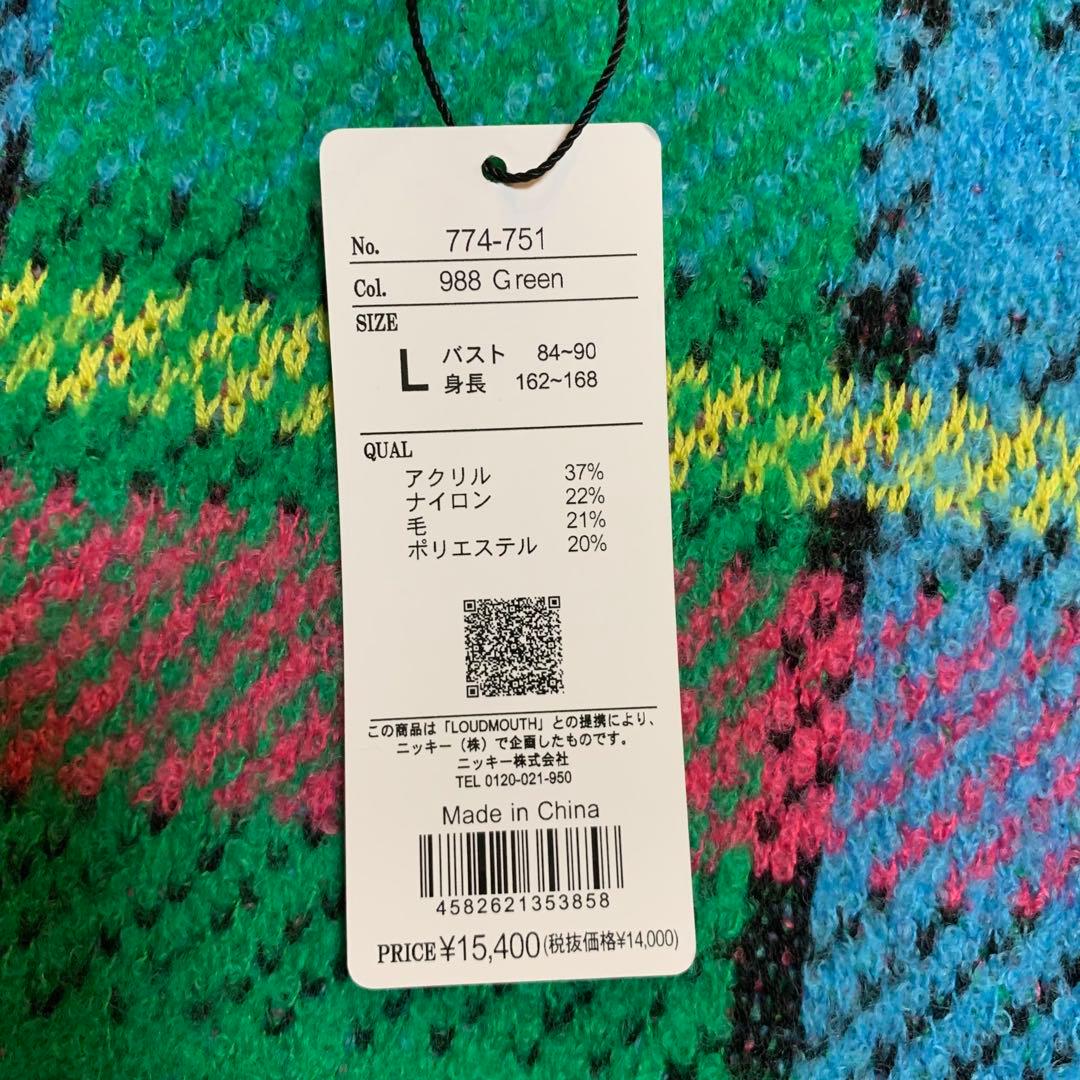 No. 774-751
Col. 988 Green
SIZE
L バスト 84~90
身長 162~168
QUAL
アクリル 37%
ナイロン 22%
毛 21%
ポリエステル 20%
この商品は「LOUDMOUTH」との提携により、
ニッキー（株）で企画したものです。
ニッキー株式会社
TEL 0120-021-950
Made in China
4582621353858
PRICE ¥15,400(税抜価格¥14,000)